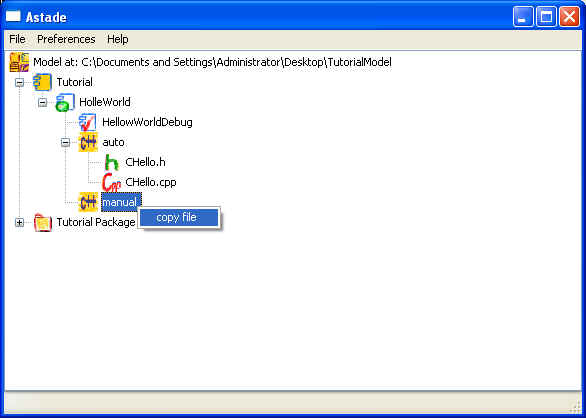 Astade
File Preferences Help
Model at: C:\Documents and Settings\Administrator\Desktop\TutorialModel
Tutorial
HolleWorld
HellowWorldDebug
C++ auto
h CHello.h
Cpp CHello.cpp
C++ manual
copy file
Tutorial Package